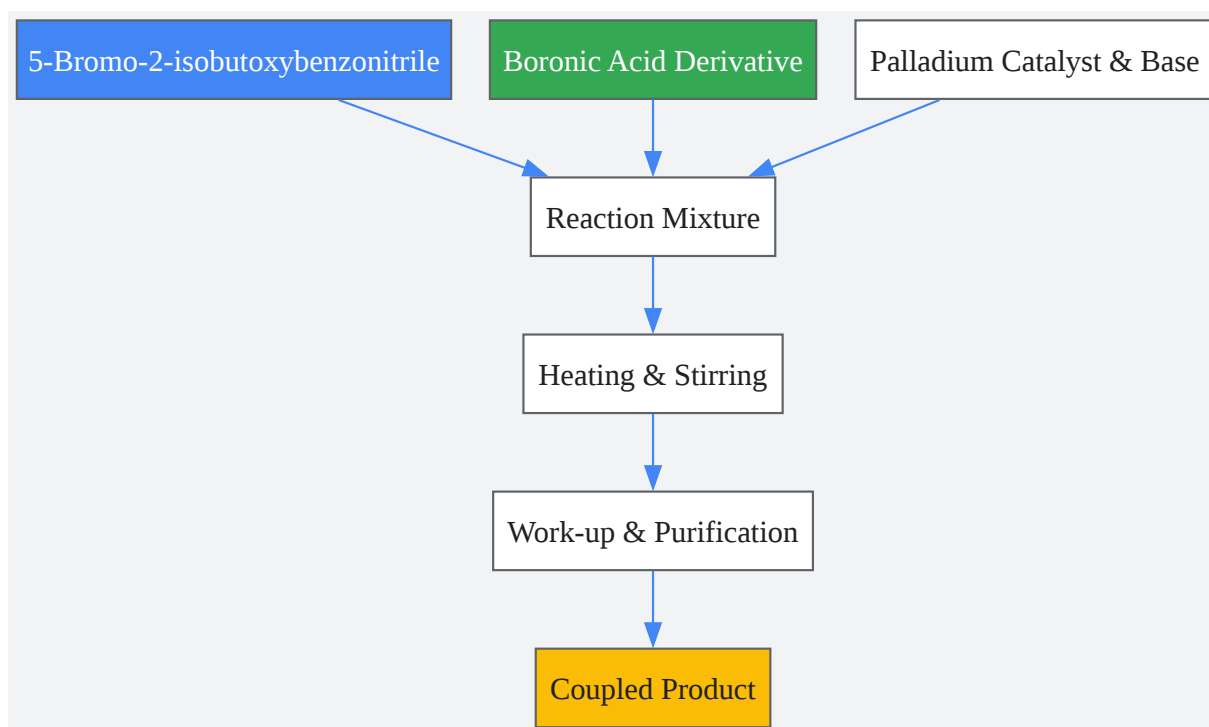 5-Bromo-2-isobutoxybenzonitrile
Boronic Acid Derivative
Palladium Catalyst & Base
Reaction Mixture
Heating & Stirring
Work-up & Purification
Coupled Product